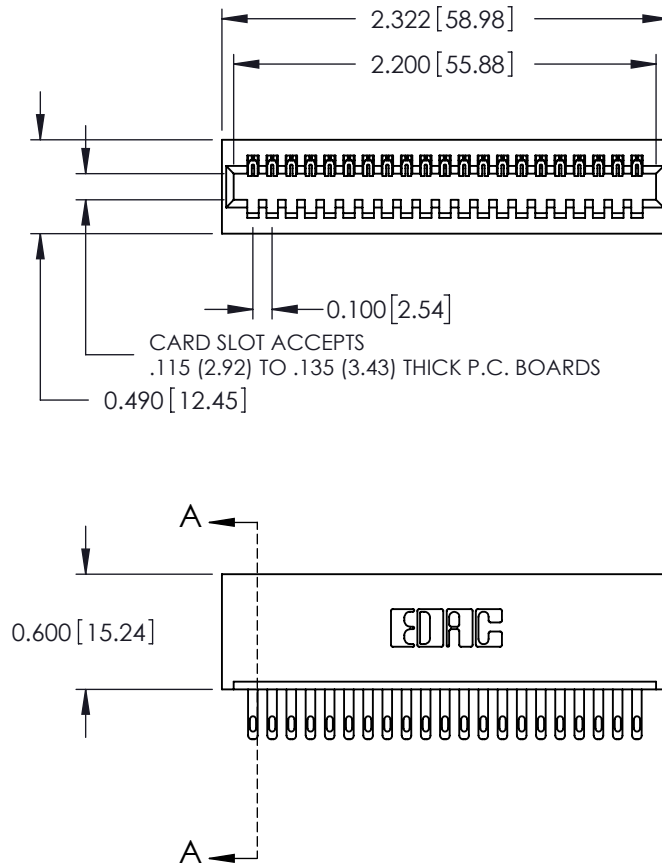 2.322 [58.98]
2.200 [55.88]
0.100 [2.54]
CARD SLOT ACCEPTS
.115 (2.92) TO .135 (3.43) THICK P.C. BOARDS
0.490 [12.45]
A
0.600 [15.24]
EDAC
A